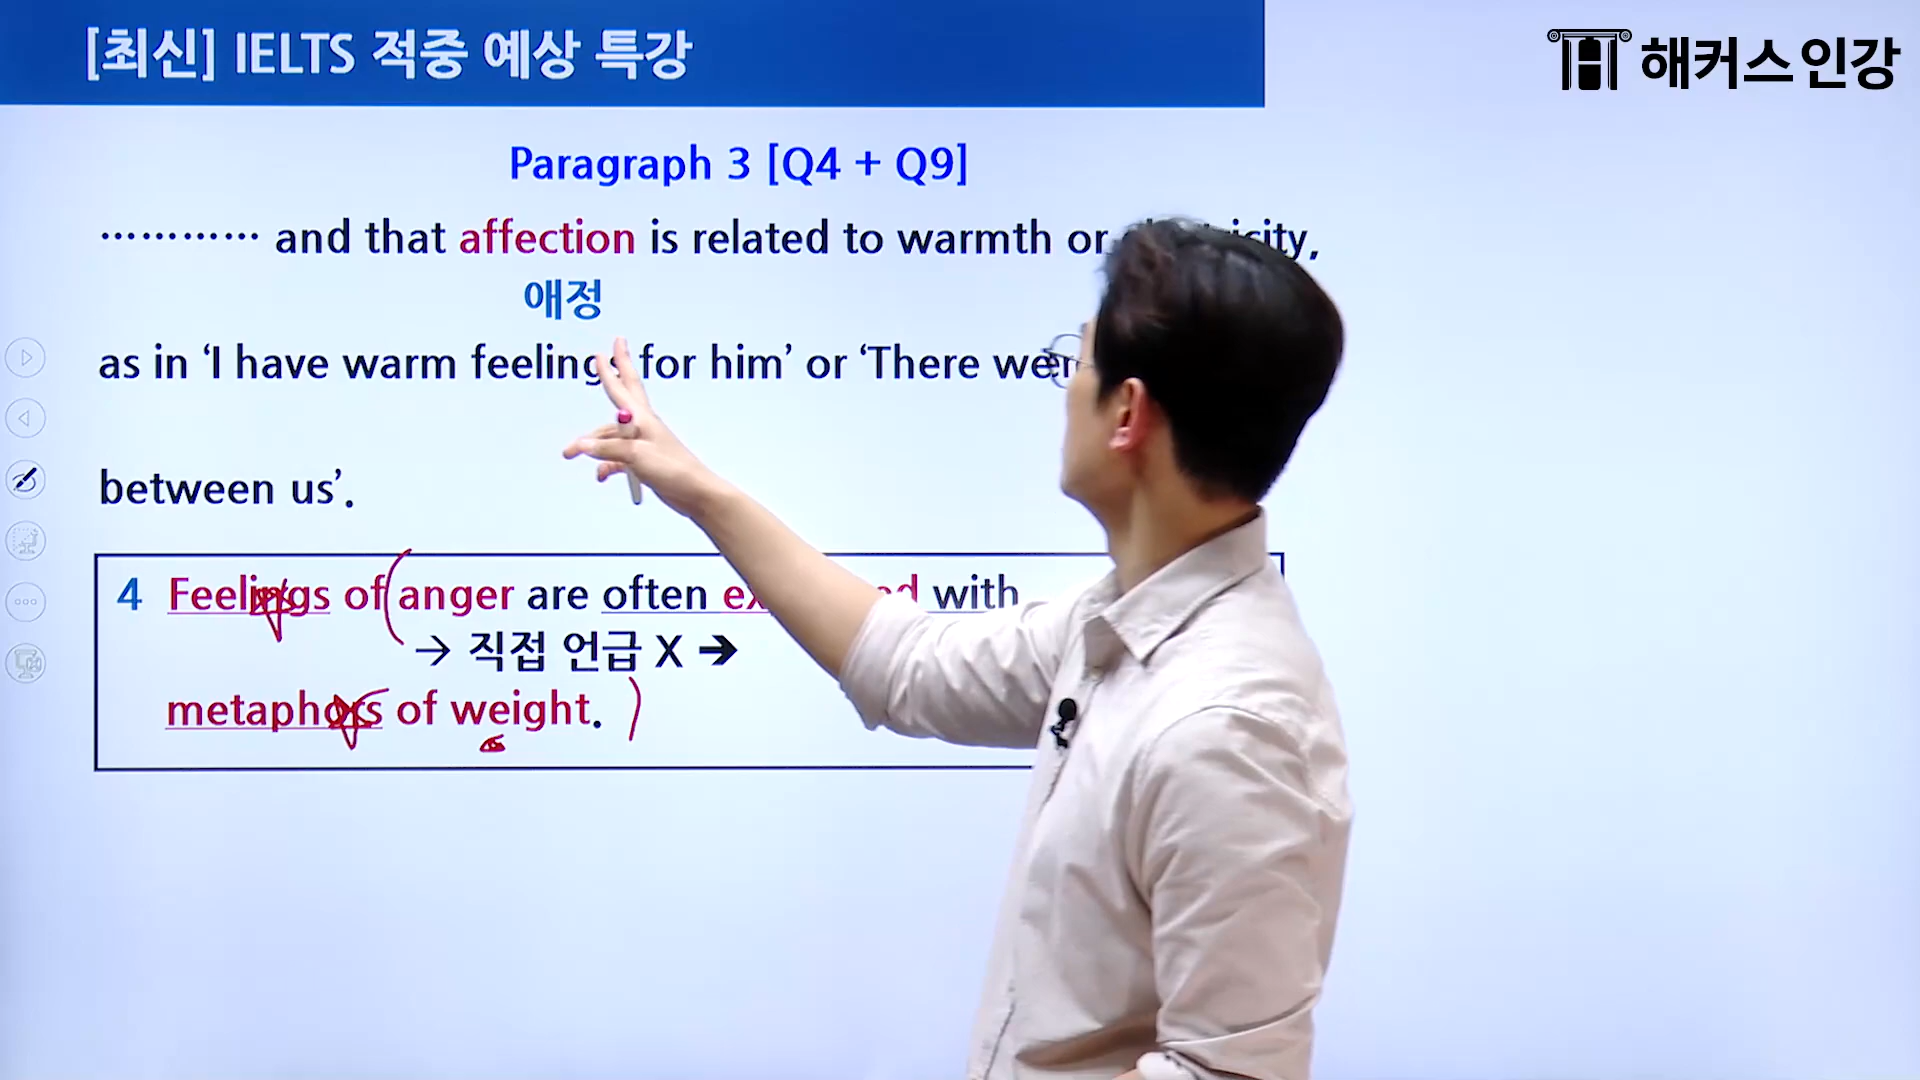 [최신] IELTS 적중 예상 특강
해커스인강
Paragraph 3 [Q4 + Q9]
············ and that affection is related to warmth or
애정
as in ‘I have warm feelings for him’ or ‘There
between us’.
4 Feelings of anger are often with
→ 직접 언급 X →
metaphors of weight.